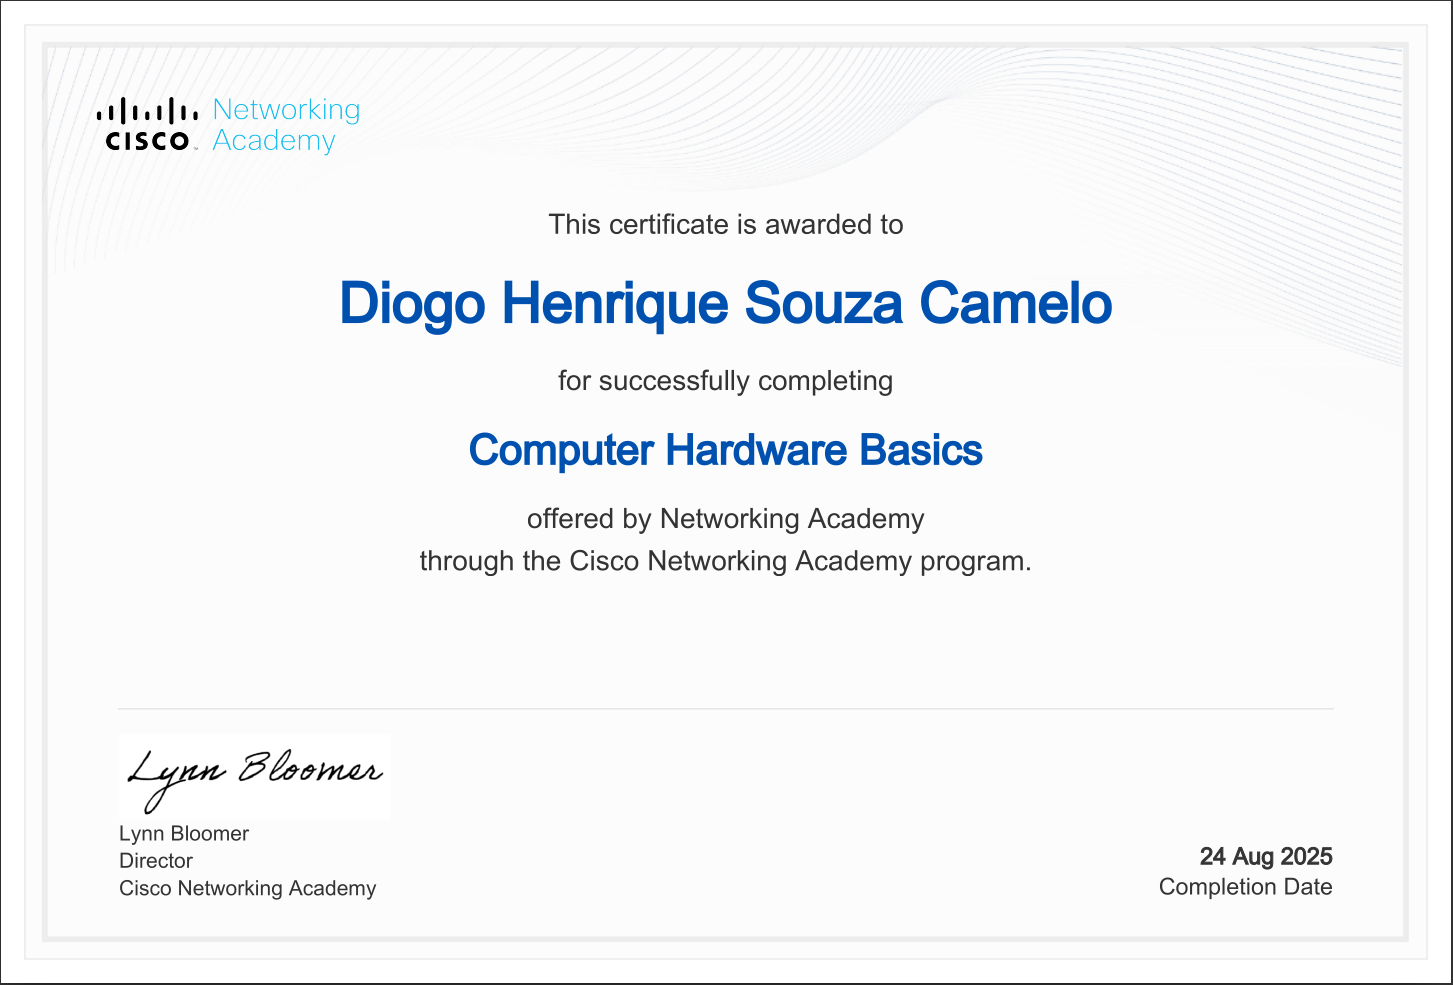 CISCO™ Networking
Academy
This certificate is awarded to
Diogo Henrique Souza Camelo
for successfully completing
Computer Hardware Basics
offered by Networking Academy
through the Cisco Networking Academy program.
Lynn Bloomer
Lynn Bloomer
Director
Cisco Networking Academy
24 Aug 2025
Completion Date